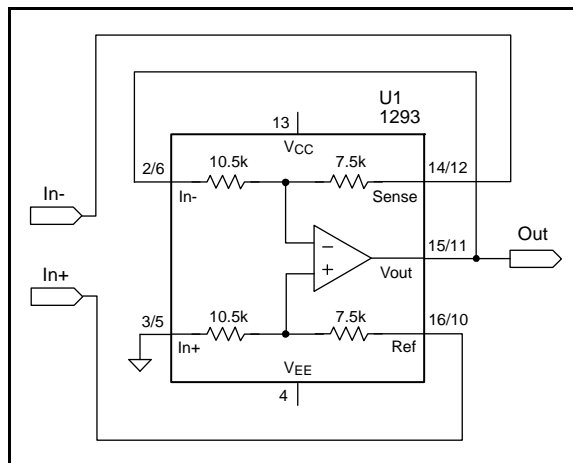 U1
1293
13
VCC
2/6
10.5k
7.5k
14/12
In-
Sense
In-
−
15/11
Out
+
Vout
In+
3/5
10.5k
7.5k
16/10
In+
Ref
VEE
4